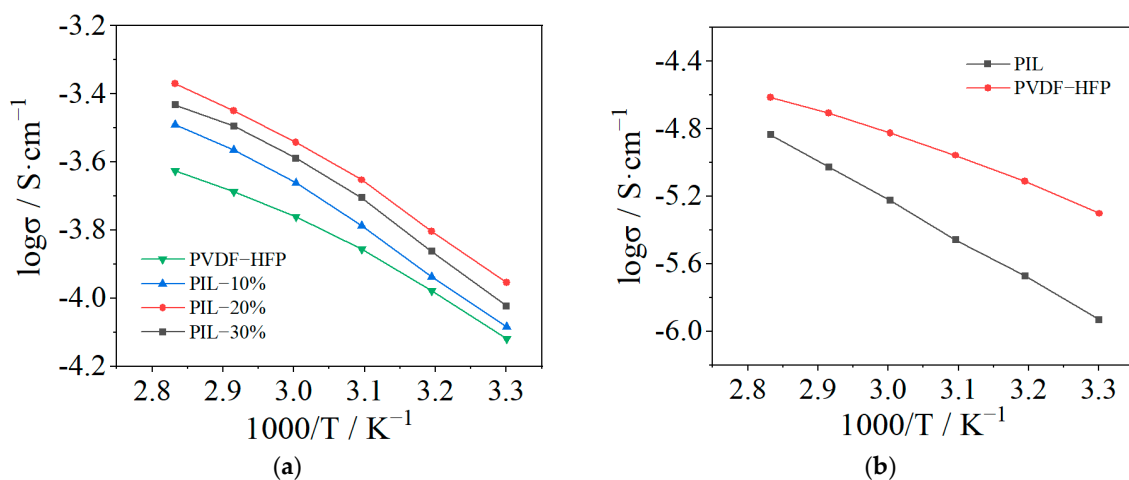 -3.2
-3.4
-3.6
-3.8
-4.0
-4.2
logσ / S·cm⁻¹
PVDF−HFP
PIL−10%
PIL−20%
PIL−30%
2.8 2.9 3.0 3.1 3.2 3.3
1000/T / K⁻¹
(a)
-4.4
-4.8
-5.2
-5.6
-6.0
logσ / S·cm⁻¹
PIL
PVDF−HFP
2.8 2.9 3.0 3.1 3.2 3.3
1000/T / K⁻¹
(b)